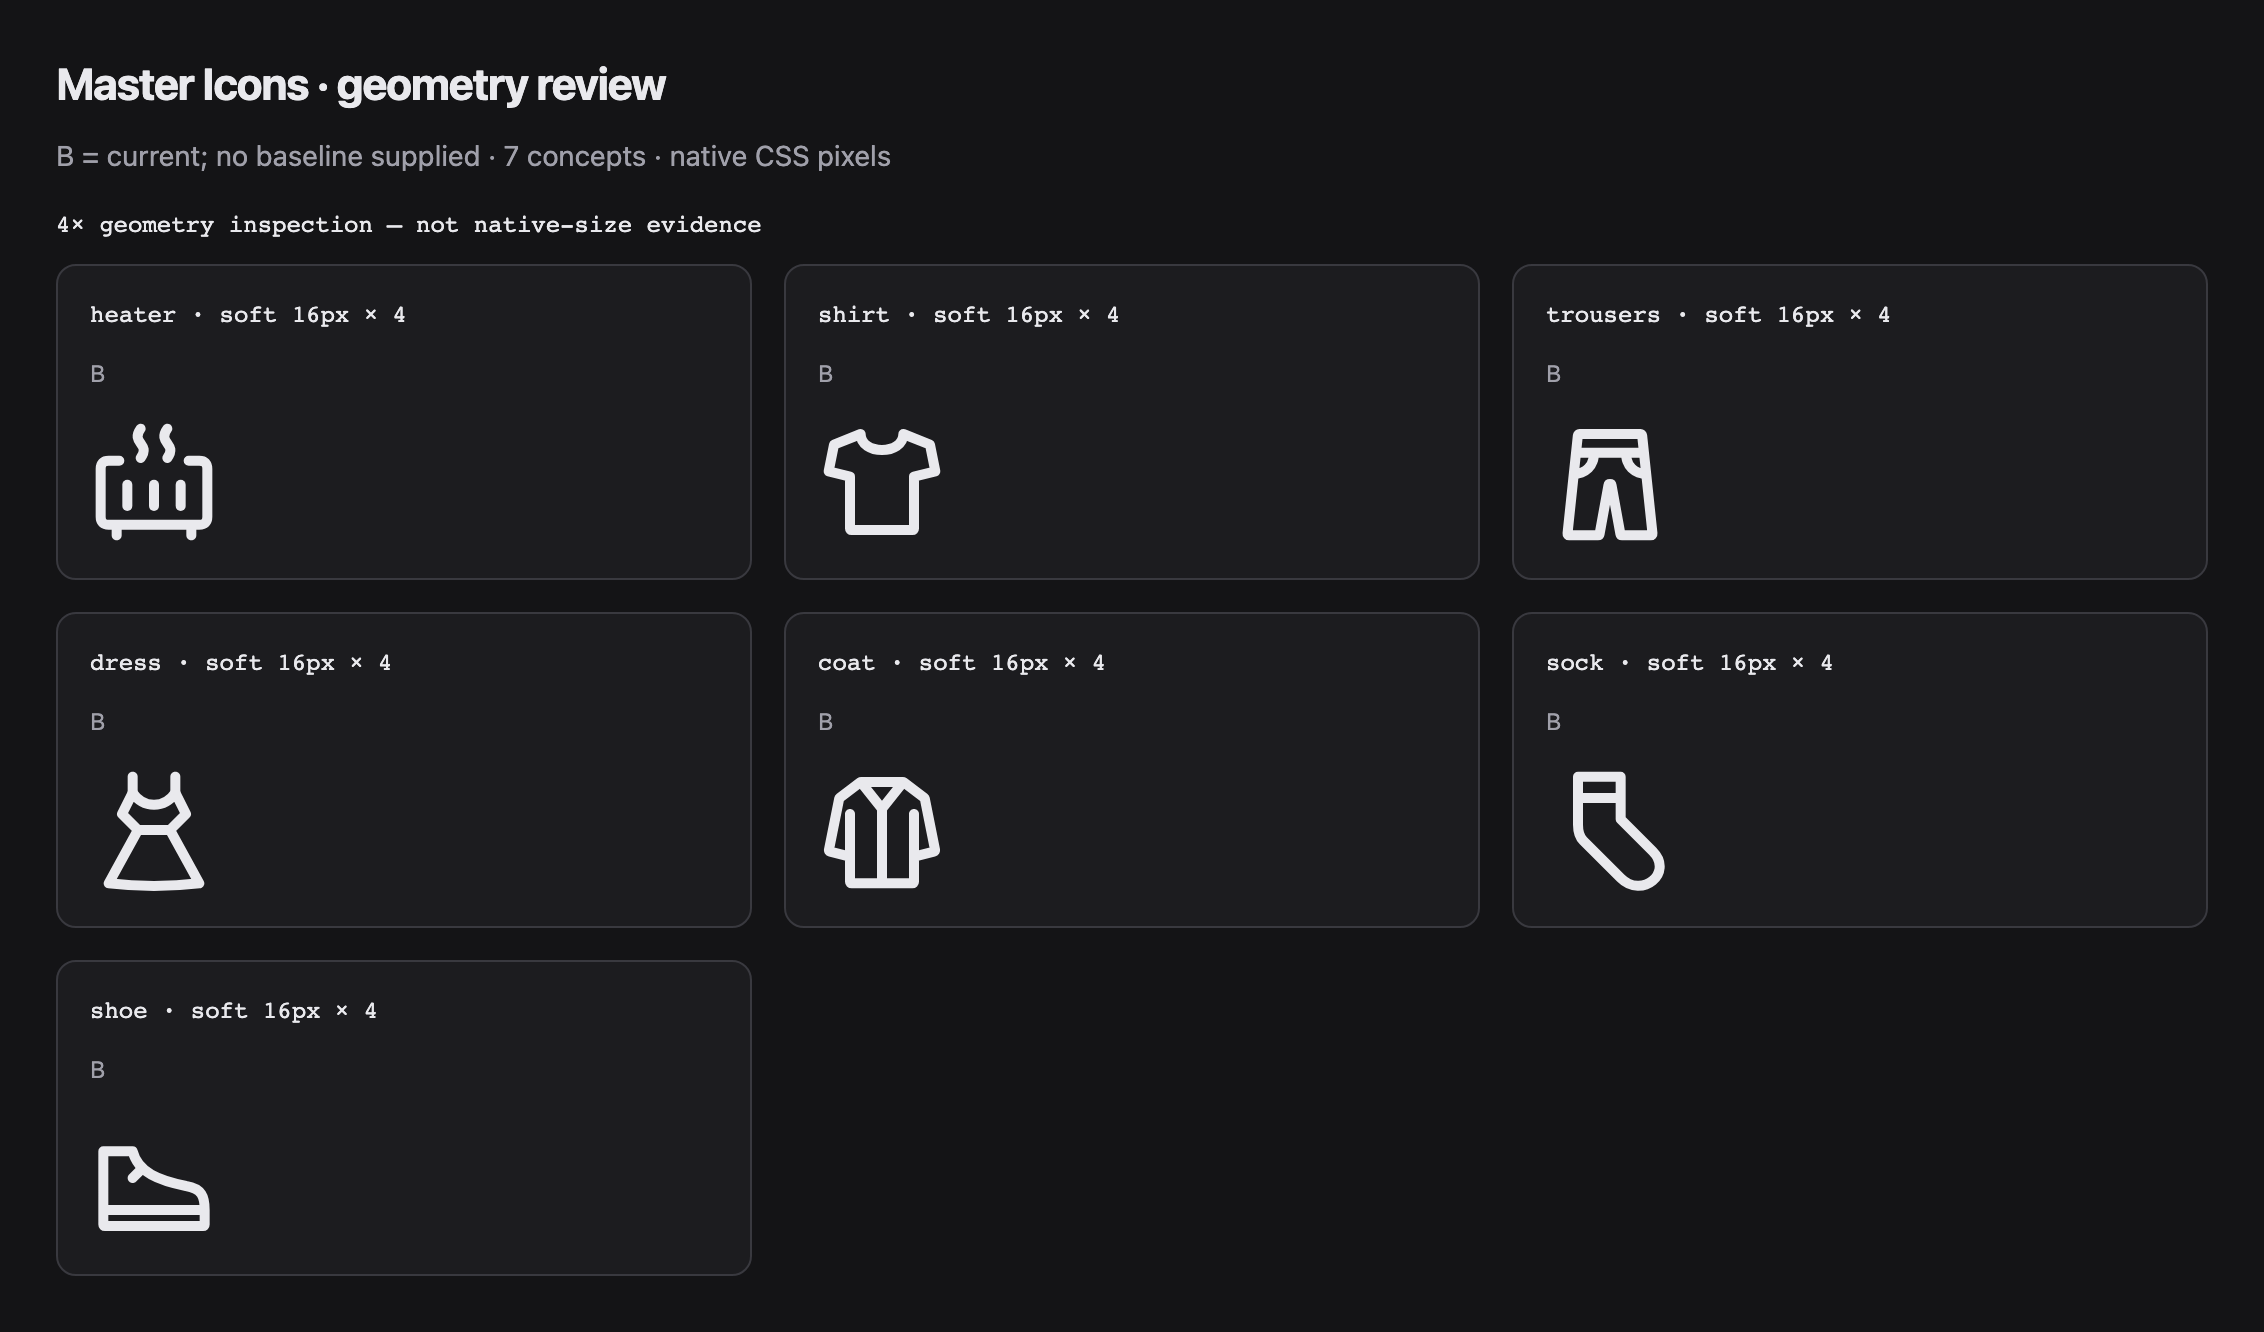 Master Icons · geometry review
B = current; no baseline supplied · 7 concepts · native CSS pixels
4× geometry inspection — not native-size evidence
heater · soft 16px × 4
B
shirt · soft 16px × 4
B
trousers · soft 16px × 4
B
dress · soft 16px × 4
B
coat · soft 16px × 4
B
sock · soft 16px × 4
B
shoe · soft 16px × 4
B